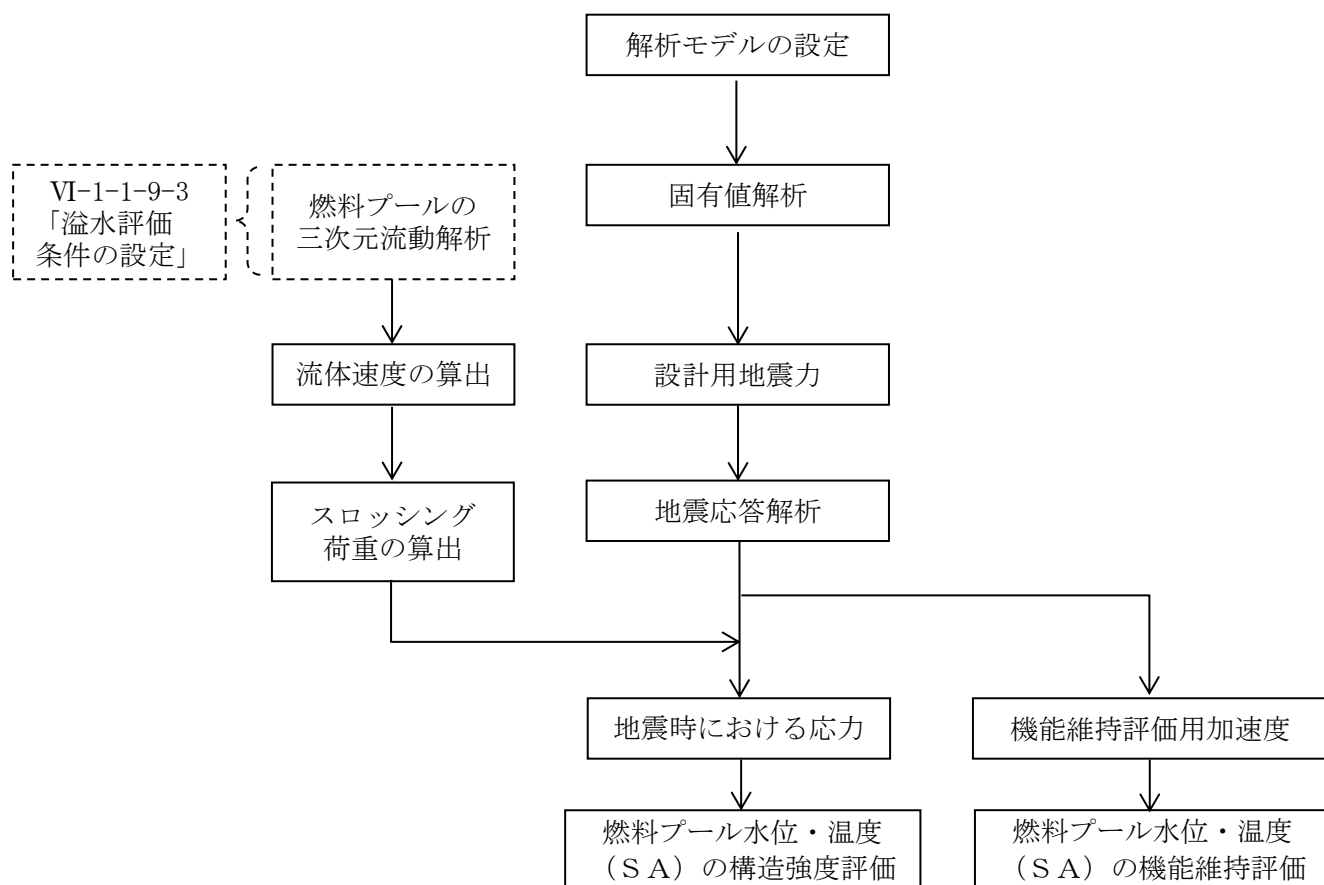 解析モデルの設定
Ⅵ-1-1-9-3
「溢水評価
条件の設定」
燃料プールの
三次元流動解析
固有値解析
流体速度の算出
設計用地震力
スロッシング
荷重の算出
地震応答解析
地震時における応力
機能維持評価用加速度
燃料プール水位・温度
（ＳＡ）の構造強度評価
燃料プール水位・温度
（ＳＡ）の機能維持評価